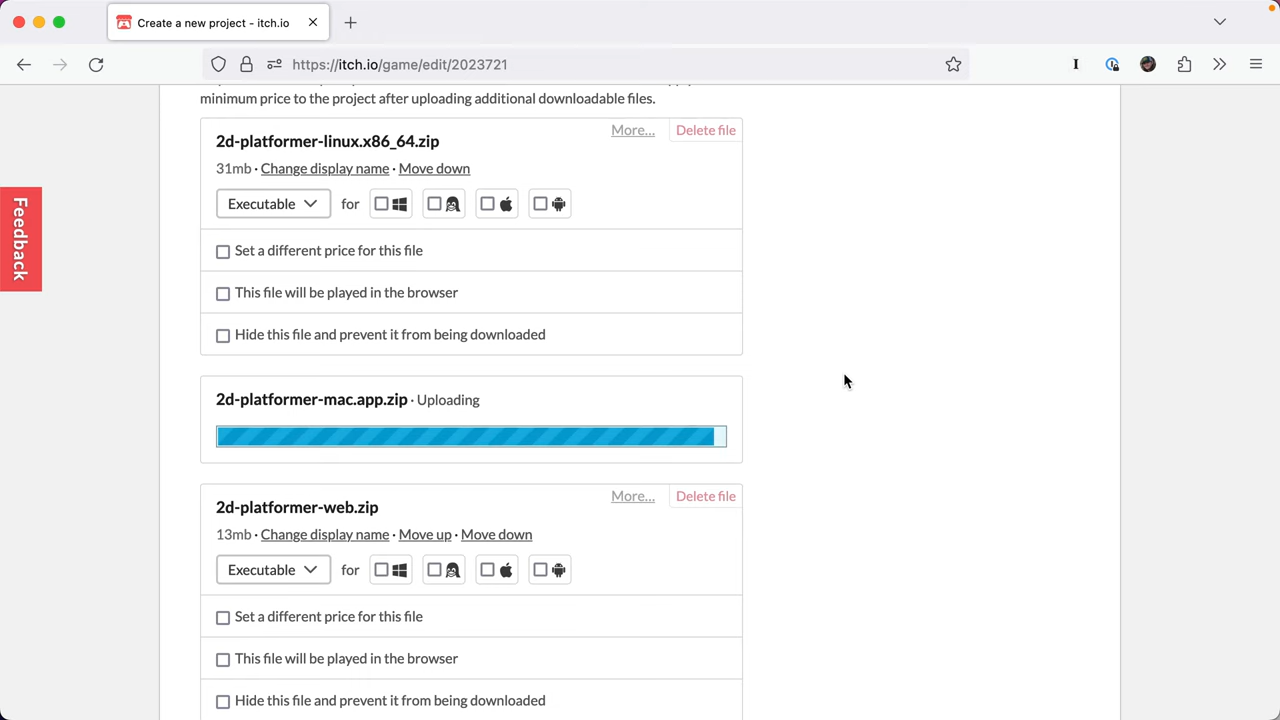 Create a new project - itch.io
https://itch.io/game/edit/2023721
minimum price to the project after uploading additional downloadable files.
2d-platformer-linux.x86_64.zip
More...
Delete file
31mb · Change display name · Move down
Executable
for
Set a different price for this file
This file will be played in the browser
Hide this file and prevent it from being downloaded
Feedback
2d-platformer-mac.app.zip · Uploading
2d-platformer-web.zip
More...
Delete file
13mb · Change display name · Move up · Move down
Executable
for
Set a different price for this file
This file will be played in the browser
Hide this file and prevent it from being downloaded